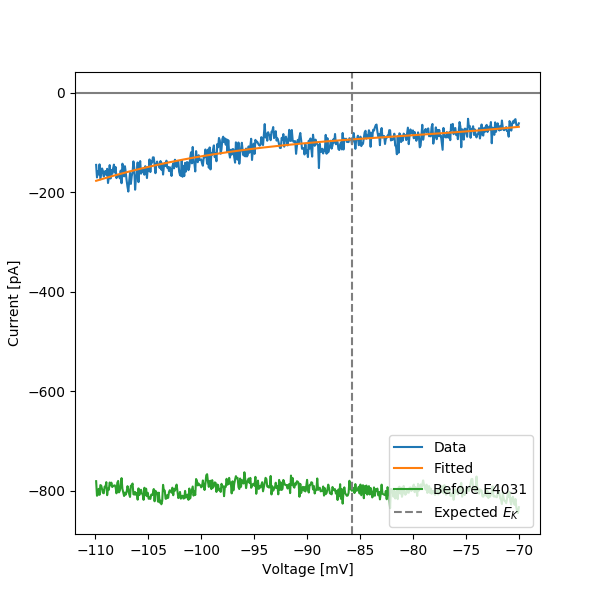 0
−200
−400
−600
−800
Current [pA]
Data
Fitted
Before E4031
Expected E_K
−110
−105
−100
−95
−90
−85
−80
−75
−70
Voltage [mV]